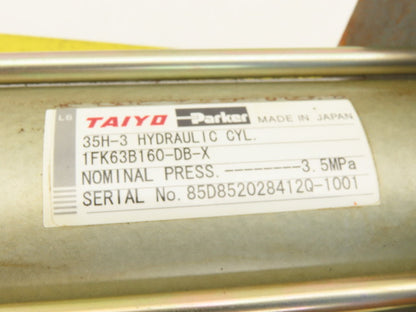 L6 TAIYO Parker MADE IN JAPAN
35H-3 HYDRAULIC CYL.
1FK63B160-DB-X
NOMINAL PRESS.--------3.5MPa
SERIAL No. 85D852028412Q-1001